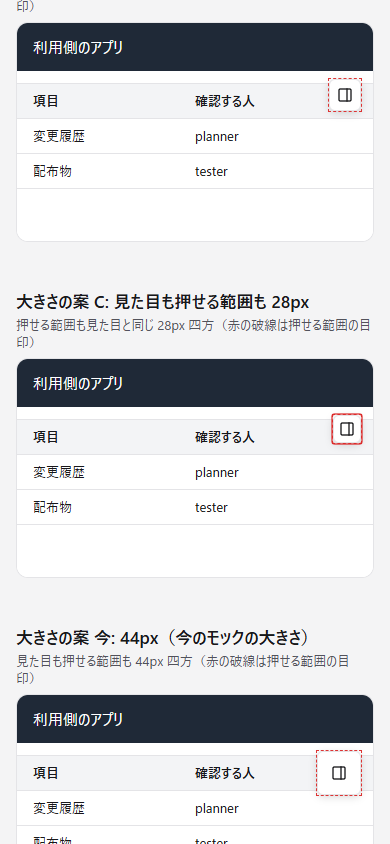 印）
利用側のアプリ
項目 確認する人
変更履歴 planner
配布物 tester
大きさの案 C: 見た目も押せる範囲も 28px
押せる範囲も見た目と同じ 28px 四方（赤の破線は押せる範囲の目
印）
利用側のアプリ
項目 確認する人
変更履歴 planner
配布物 tester
大きさの案 今: 44px（今のモックの大きさ）
見た目も押せる範囲も 44px 四方（赤の破線は押せる範囲の目
印）
利用側のアプリ
項目 確認する人
変更履歴 planner
配布物 tester